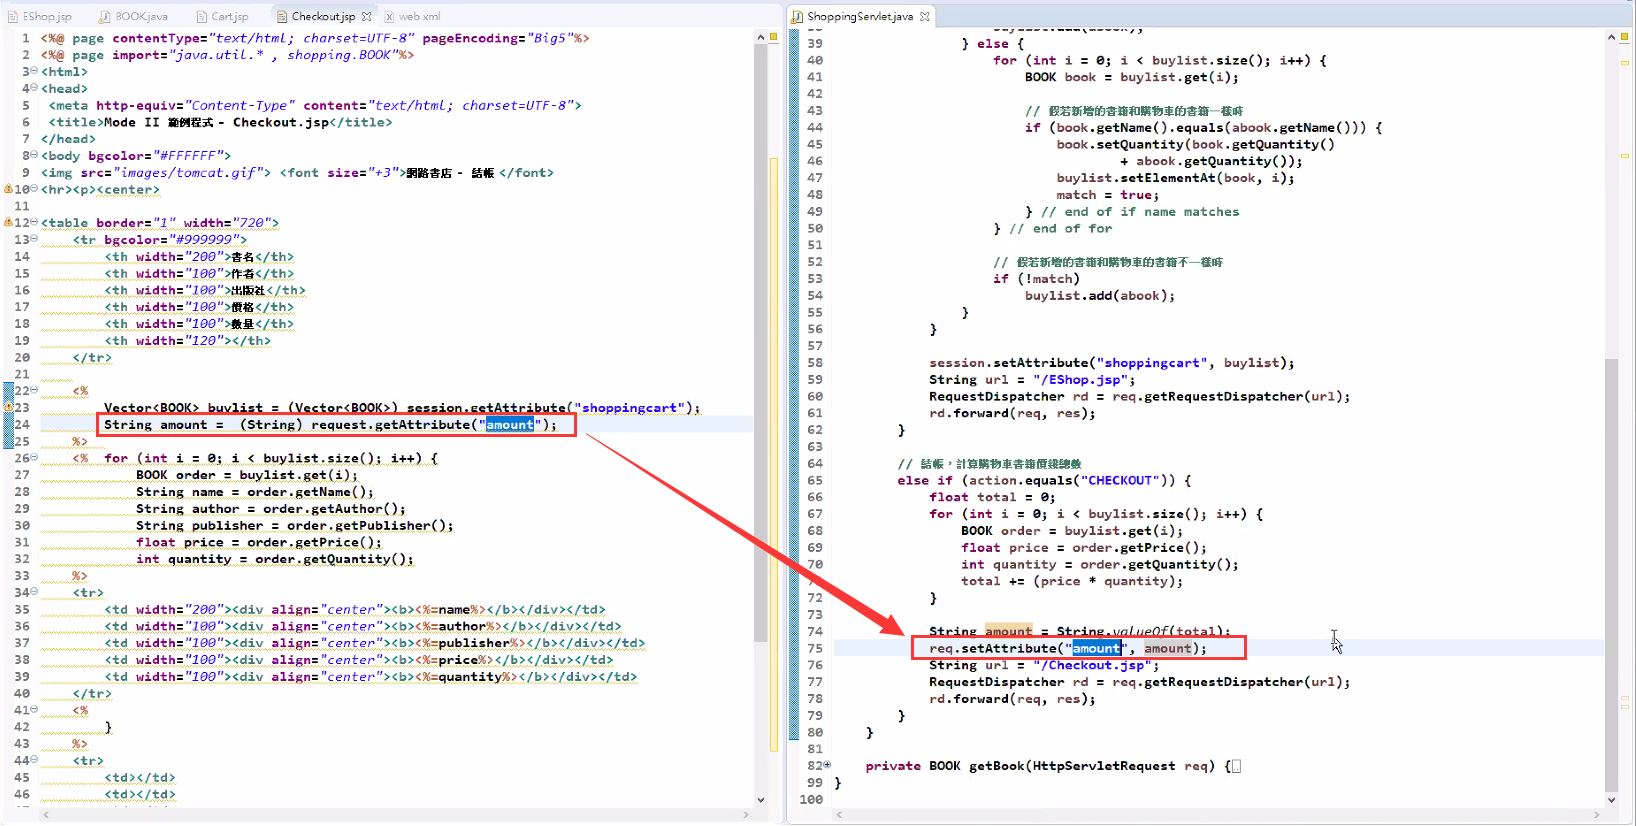 EShop.jsp BOOK.java Cart.jsp Checkout.jsp web.xml
1 <%@ page contentType="text/html; charset=UTF-8" pageEncoding="Big5"%>
2 <%@ page import="java.util.* , shopping.BOOK"%>
3 <html>
4 <head>
5 <meta http-equiv="Content-Type" content="text/html; charset=UTF-8">
6 <title>Mode II 範例程式 - Checkout.jsp</title>
7 </head>
8 <body bgcolor="#FFFFFF">
9 <img src="images/tomcat.gif"> <font size="+3">網路書店 - 結帳 </font>
10 <hr><p><center>
11
12 <table border="1" width="720">
13 <tr bgcolor="#999999">
14 <th width="200">書名</th>
15 <th width="100">作者</th>
16 <th width="100">出版社</th>
17 <th width="100">價格</th>
18 <th width="100">數量</th>
19 <th width="120"></th>
20 </tr>
21
22 <%
23 Vector<BOOK> buylist = (Vector<BOOK>) session.getAttribute("shoppingcart");
24 String amount = (String) request.getAttribute("amount");
25 %>
26 <% for (int i = 0; i < buylist.size(); i++) {
27 BOOK order = buylist.get(i);
28 String name = order.getName();
29 String author = order.getAuthor();
30 String publisher = order.getPublisher();
31 float price = order.getPrice();
32 int quantity = order.getQuantity();
33 %>
34 <tr>
35 <td width="200"><div align="center"><b><%=name%></b></div></td>
36 <td width="100"><div align="center"><b><%=author%></b></div></td>
37 <td width="100"><div align="center"><b><%=publisher%></b></div></td>
38 <td width="100"><div align="center"><b><%=price%></b></div></td>
39 <td width="100"><div align="center"><b><%=quantity%></b></div></td>
40 </tr>
41 <%
42 }
43 %>
44 <tr>
45 <td></td>
46 <td></td>
ShoppingServlet.java
38 buylist.add(abook);
39 } else {
40 for (int i = 0; i < buylist.size(); i++) {
41 BOOK book = buylist.get(i);
42
43 // 假若新增的書籍和購物車的書籍一樣時
44 if (book.getName().equals(abook.getName())) {
45 book.setQuantity(book.getQuantity()
46 + abook.getQuantity());
47 buylist.setElementAt(book, i);
48 match = true;
49 } // end of if name matches
50 } // end of for
51
52 // 假若新增的書籍和購物車的書籍不一樣時
53 if (!match)
54 buylist.add(abook);
55 }
56 }
57
58 session.setAttribute("shoppingcart", buylist);
59 String url = "/EShop.jsp";
60 RequestDispatcher rd = req.getRequestDispatcher(url);
61 rd.forward(req, res);
62 }
63
64 // 結帳，計算購物車書籍價錢總數
65 else if (action.equals("CHECKOUT")) {
66 float total = 0;
67 for (int i = 0; i < buylist.size(); i++) {
68 BOOK order = buylist.get(i);
69 float price = order.getPrice();
70 int quantity = order.getQuantity();
total += (price * quantity);
72 }
73
74 String amount = String.valueOf(total);
75 req.setAttribute("amount", amount);
76 String url = "/Checkout.jsp";
77 RequestDispatcher rd = req.getRequestDispatcher(url);
78 rd.forward(req, res);
79 }
80 }
81
82 private BOOK getBook(HttpServletRequest req) {
99 }
100